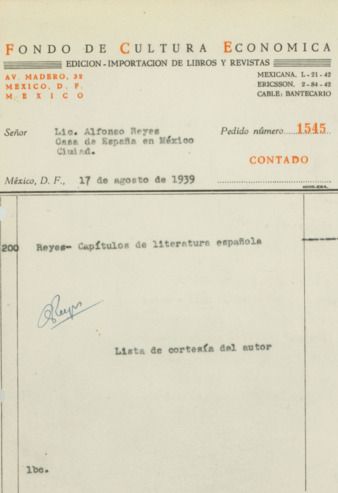 FONDO DE CULTURA ECONOMICA
EDICION - IMPORTACION DE LIBROS Y REVISTAS
AV. MADERO, 32
MEXICO, D. F.
MEXICO
MEXICANA, L - 21 - 42
ERICSSON, 2 - 84 - 42
CABLE: BANTECARIO
Señor Lic. Alfonso Reyes
Casa de España en México
Ciudad.
Pedido número 1545
CONTADO
México, D. F., 17 de agosto de 1939
200 Reyes- Capítulos de literatura española
Reyes
Lista de cortesía del autor
lbc.